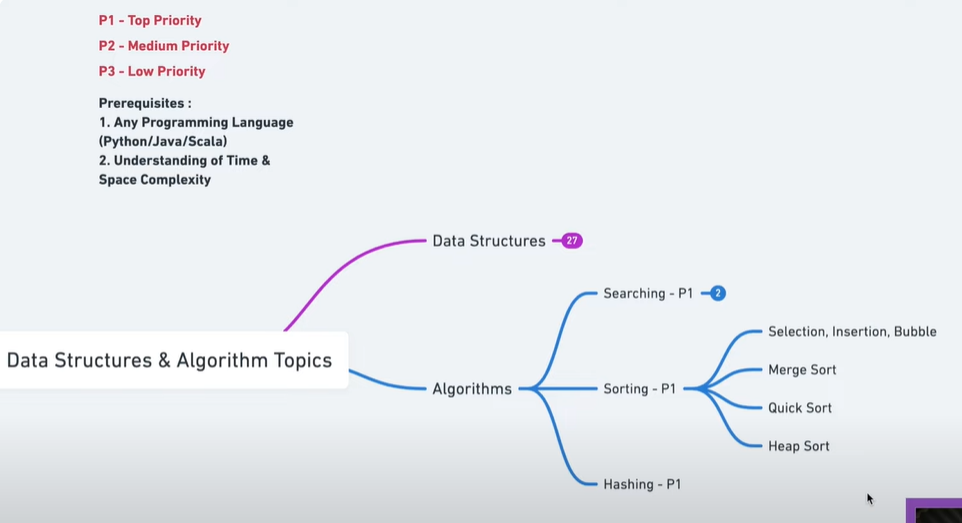 P1 - Top Priority
P2 - Medium Priority
P3 - Low Priority
Prerequisites :
1. Any Programming Language
(Python/Java/Scala)
2. Understanding of Time &
Space Complexity
Data Structures & Algorithm Topics
Data Structures 27
Algorithms
Searching - P1 2
Sorting - P1
Selection, Insertion, Bubble
Merge Sort
Quick Sort
Heap Sort
Hashing - P1